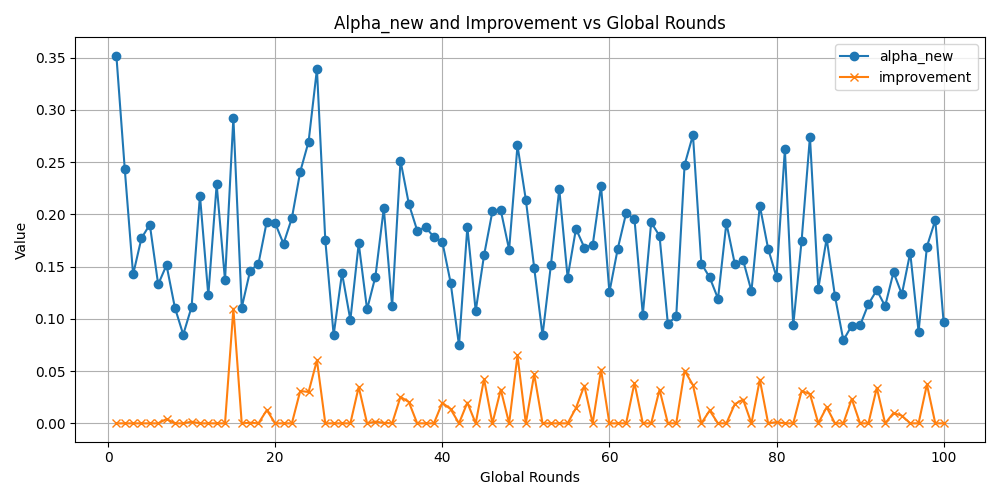 Alpha_new and Improvement vs Global Rounds
alpha_new
improvement
0.35
0.30
0.25
0.20
0.15
0.10
0.05
0.00
Value
0 20 40 60 80 100
Global Rounds